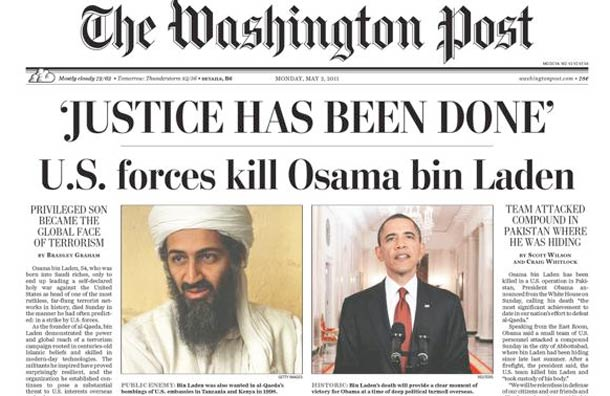 The Washington Post
Mostly cloudy 72/62 • Tomorrow: Thunderstorm 82/56 • DETAILS, B6
MONDAY, MAY 2, 2011
washingtonpost.com • 75¢
‘JUSTICE HAS BEEN DONE’
U.S. forces kill Osama bin Laden
PRIVILEGED SON
BECAME THE
GLOBAL FACE
OF TERRORISM
BY BRADLEY GRAHAM
Osama bin Laden, 54, who was
born into Saudi riches, only to
end up leading a self-declared
holy war against the United
States as head of one of the most
ruthless, far-flung terrorist net-
works in history, died Sunday in
the manner he had often predict-
ed: in a strike by U.S. forces.
As the founder of al-Qaeda, bin
Laden demonstrated the power
and global reach of a terrorism
campaign rooted in centuries-old
Islamic beliefs and skilled in
modern-day technologies. The
militants he inspired have proved
surprisingly resilient, and the
organization he established con-
tinues to pose a substantial
threat to U.S. interests overseas
GETTY IMAGES
PUBLIC ENEMY: Bin Laden was also wanted in al-Qaeda's
bombings of U.S. embassies in Tanzania and Kenya in 1998.
REUTERS
HISTORIC: Bin Laden's death will provide a clear moment of
victory for Obama at a time of deep political turmoil overseas.
TEAM ATTACKED
COMPOUND IN
PAKISTAN WHERE
HE WAS HIDING
BY SCOTT WILSON
AND CRAIG WHITLOCK
Osama bin Laden has been
killed in a U.S. operation in Paki-
stan, President Obama an-
nounced from the White House on
Sunday, calling his death "the
most significant achievement to
date in our nation's effort to defeat
al-Qaeda."
Speaking from the East Room,
Obama said a small team of U.S.
personnel attacked a compound
Sunday in the city of Abbottabad,
where bin Laden had been hiding
since late last summer. After a
firefight, the president said, the
U.S. team killed bin Laden and
"took custody of his body."
"We will be relentless in defense
of our citizens and our friends and